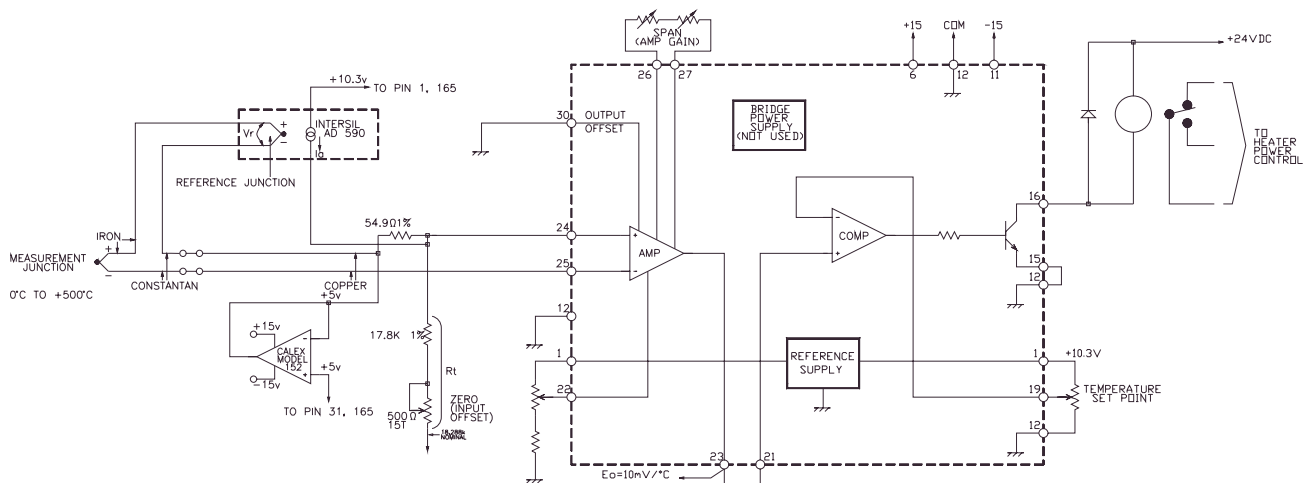 SPAN
(AMP GAIN)
26
27
+15
COM
-15
6
12
11
+24VDC
+10.3v
TO PIN 1, 165
INTERSIL
AD 590
Vr
+
-
REFERENCE JUNCTION
30
OUTPUT
OFFSET
BRIDGE
POWER
SUPPLY
(NOT USED)
TO
HEATER
POWER
CONTROL
16
54.9Ω1%
24
+
AMP
-
25
-
COMP
+
15
12
IRON
MEASUREMENT
JUNCTION
+
-
CONSTANTAN
COPPER
0°C TO +500°C
+5v
+15v
CALEX
MODEL
152
-
+
+5v
-15v
TO PIN 31, 165
17.8K 1%
Rt
500Ω
15T
ZERO
(INPUT
OFFSET)
18.288k
NOMINAL
12
1
22
REFERENCE
SUPPLY
1
+10.3V
19
TEMPERATURE
SET POINT
12
23
21
Eo=10mV/°C